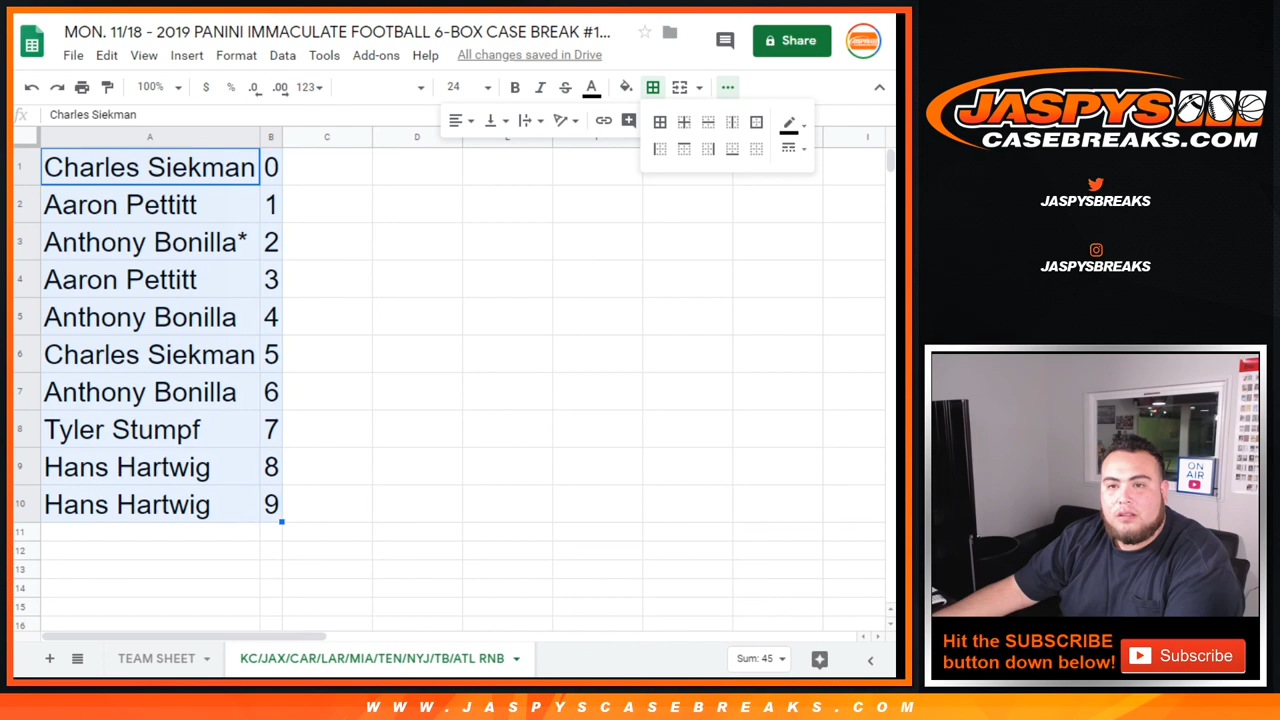 MON. 11/18 - 2019 PANINI IMMACULATE FOOTBALL 6-BOX CASE BREAK #1...
Share
File Edit View Insert Format Data Tools Add-ons Help All changes saved in Drive
100% $ % .0 .00 123 24 B I S A
fx Charles Siekman
A B C D I
1 Charles Siekman 0
2 Aaron Pettitt 1
3 Anthony Bonilla* 2
4 Aaron Pettitt 3
5 Anthony Bonilla 4
6 Charles Siekman 5
7 Anthony Bonilla 6
8 Tyler Stumpf 7
9 Hans Hartwig 8
10 Hans Hartwig 9
11
12
13
14
15
16
TEAM SHEET KC/JAX/CAR/LAR/MIA/TEN/NYJ/TB/ATL RNB Sum: 45
JASPYS
CASEBREAKS.COM
JASPYSBREAKS
JASPYSBREAKS
ON
AIR
Hit the SUBSCRIBE
button down below!
Subscribe
WWW.JASPYSCASEBREAKS.COM